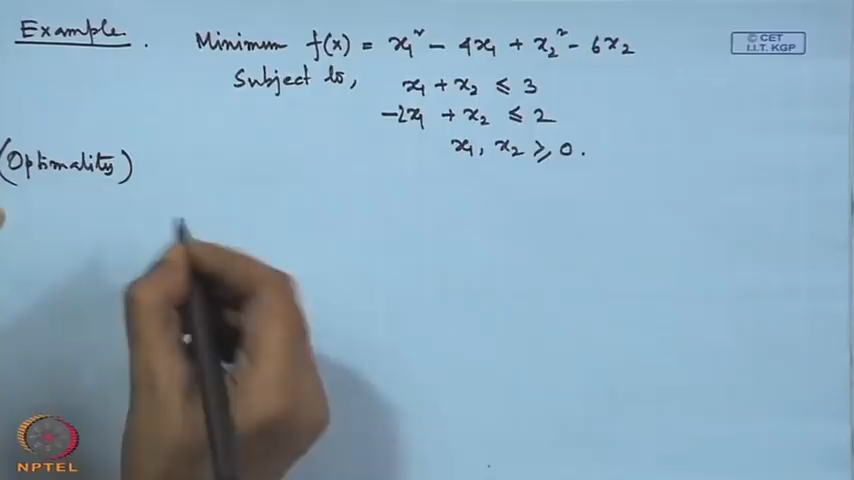 Example. Minimum f(x) = x₁² - 4x₁ + x₂² - 6x₂
© CET
I.I.T. KGP
Subject to, x₁ + x₂ ≤ 3
-2x₁ + x₂ ≤ 2
x₁, x₂ ≥ 0.
(Optimality)
NPTEL